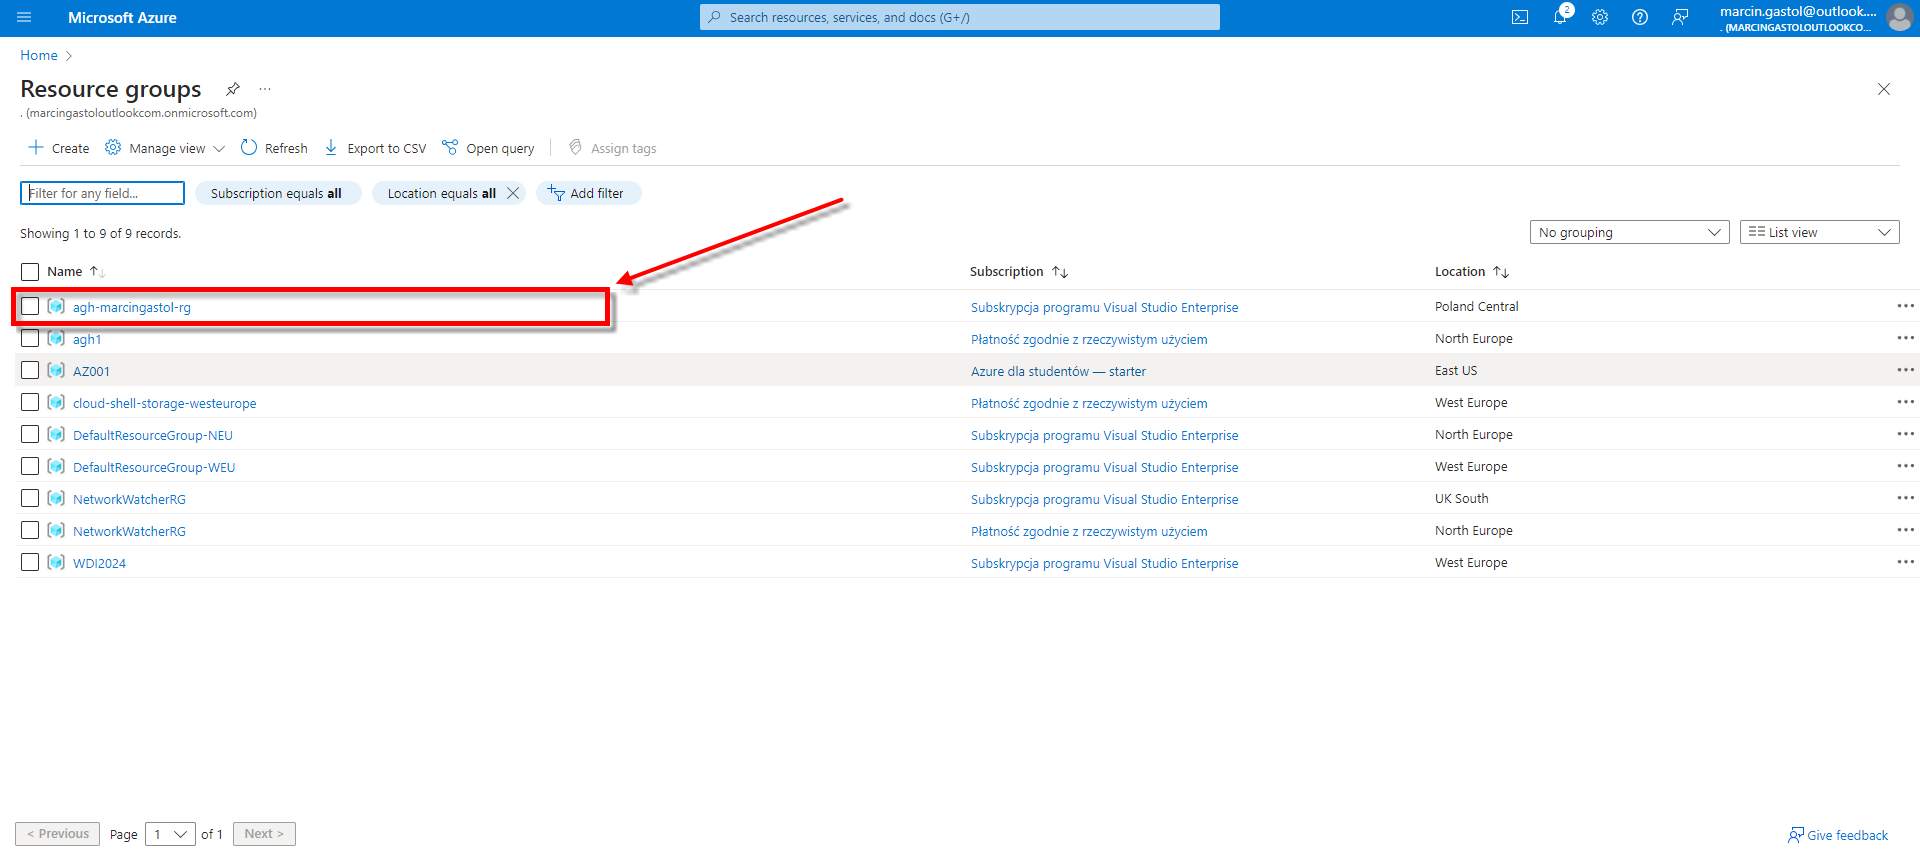 Microsoft Azure
Search resources, services, and docs (G+/)
2
marcin.gastol@outlook....
. (MARCINGASTOLOUTLOOKCO...
Home
Resource groups
. (marcingastoloutlookcom.onmicrosoft.com)
Create Manage view Refresh Export to CSV Open query Assign tags
Filter for any field... Subscription equals all Location equals all Add filter
Showing 1 to 9 of 9 records. No grouping List view
Name Subscription Location
agh-marcingastol-rg Subskrypcja programu Visual Studio Enterprise Poland Central
agh1 Płatność zgodnie z rzeczywistym użyciem North Europe
AZ001 Azure dla studentów — starter East US
cloud-shell-storage-westeurope Płatność zgodnie z rzeczywistym użyciem West Europe
DefaultResourceGroup-NEU Subskrypcja programu Visual Studio Enterprise North Europe
DefaultResourceGroup-WEU Subskrypcja programu Visual Studio Enterprise West Europe
NetworkWatcherRG Subskrypcja programu Visual Studio Enterprise UK South
NetworkWatcherRG Płatność zgodnie z rzeczywistym użyciem North Europe
WDI2024 Subskrypcja programu Visual Studio Enterprise West Europe
< Previous Page 1 of 1 Next > Give feedback